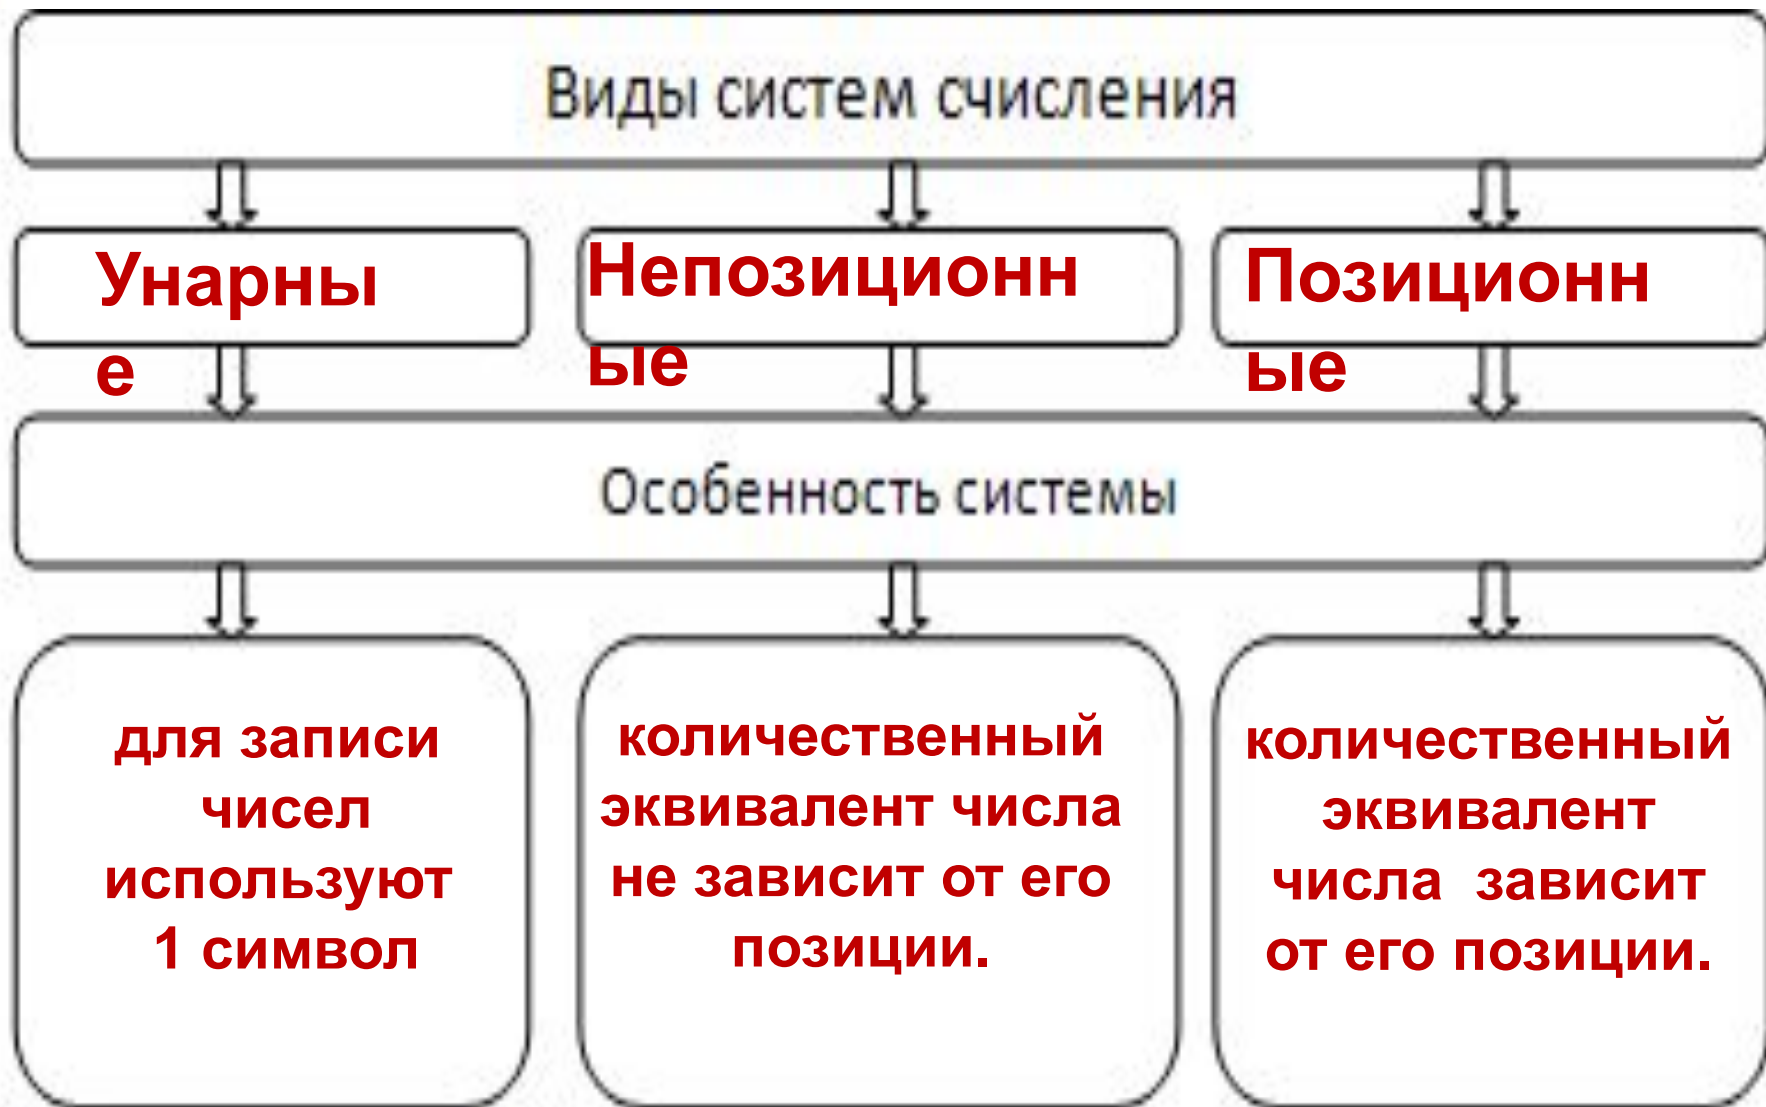 Виды систем счисления
Унарны
е
Непозиционн
ые
Позиционн
ые
Особенность системы
для записи
чисел
используют
1 символ
количественный
эквивалент числа
не зависит от его
позиции.
количественный
эквивалент
числа зависит
от его позиции.